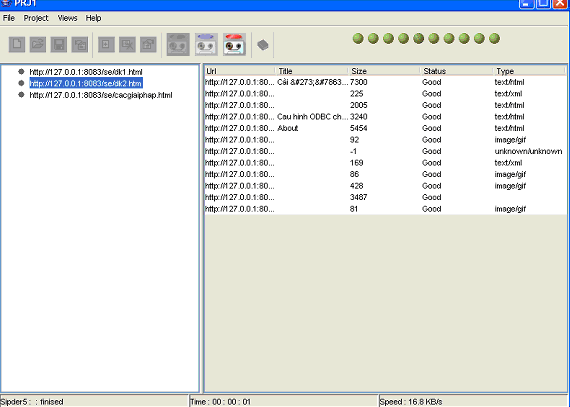 PRJ1
File Project Views Help
http://127.0.0.1:8083/se/dk1.html
http://127.0.0.1:8083/se/dk2.htm
http://127.0.0.1:8083/se/cacgiaiphap.html
Url Title Size Status Type
http://127.0.0.1:80... Cài &#273;&#7863... 7300 Good text/html
http://127.0.0.1:80... 225 Good text/xml
http://127.0.0.1:80... 2005 Good text/html
http://127.0.0.1:80... Cau hinh ODBC ch... 3240 Good text/html
http://127.0.0.1:80... About 5454 Good text/html
http://127.0.0.1:80... 92 Good image/gif
http://127.0.0.1:80... -1 Good unknown/unknown
http://127.0.0.1:80... 169 Good text/xml
http://127.0.0.1:80... 86 Good image/gif
http://127.0.0.1:80... 428 Good image/gif
http://127.0.0.1:80... 3487 Good
http://127.0.0.1:80... 81 Good image/gif
Sipder5 : : finised Time : 00 : 00 : 01 Speed : 16.8 KB/s